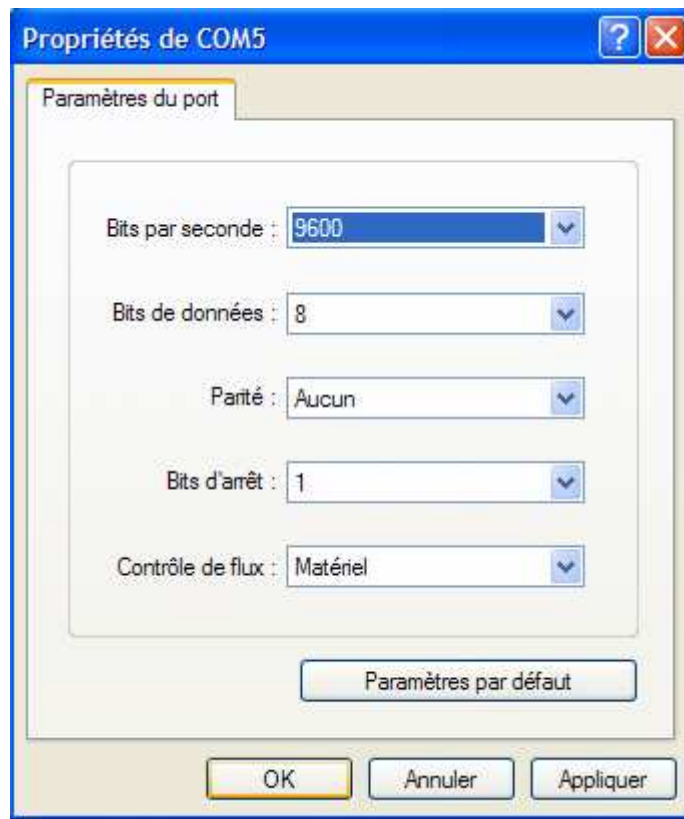 Propriétés de COM5
Paramètres du port
Bits par seconde : 9600
Bits de données : 8
Parité : Aucun
Bits d'arrêt : 1
Contrôle de flux : Matériel
Paramètres par défaut
OK Annuler Appliquer